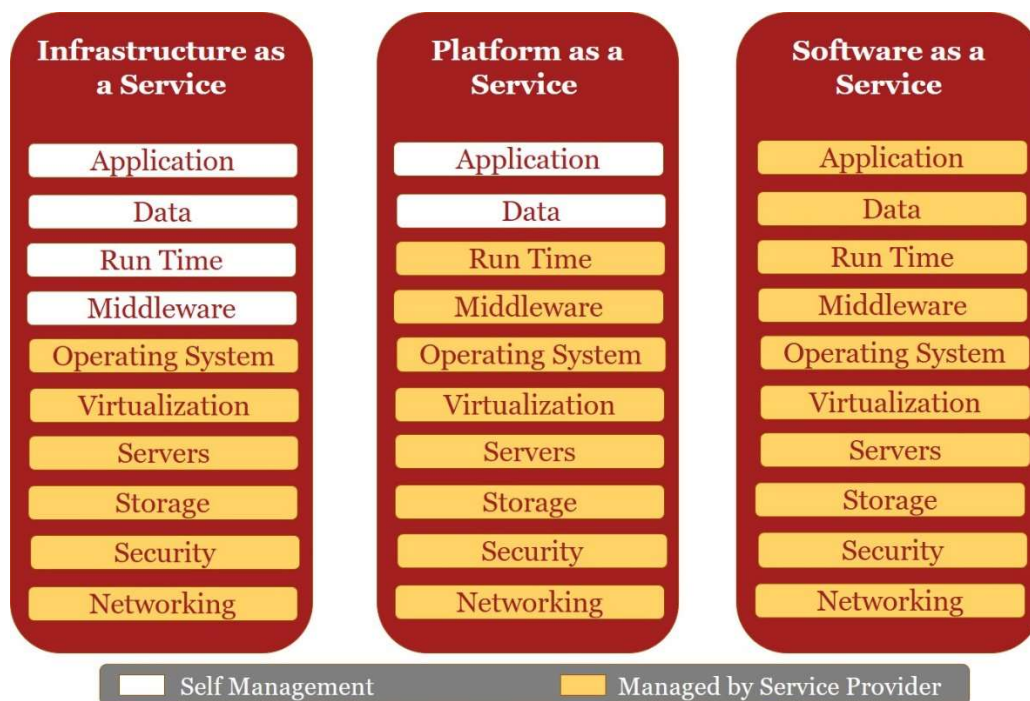 Infrastructure as
a Service
Application
Data
Run Time
Middleware
Operating System
Virtualization
Servers
Storage
Security
Networking
Platform as a
Service
Application
Data
Run Time
Middleware
Operating System
Virtualization
Servers
Storage
Security
Networking
Software as a
Service
Application
Data
Run Time
Middleware
Operating System
Virtualization
Servers
Storage
Security
Networking
Self Management
Managed by Service Provider